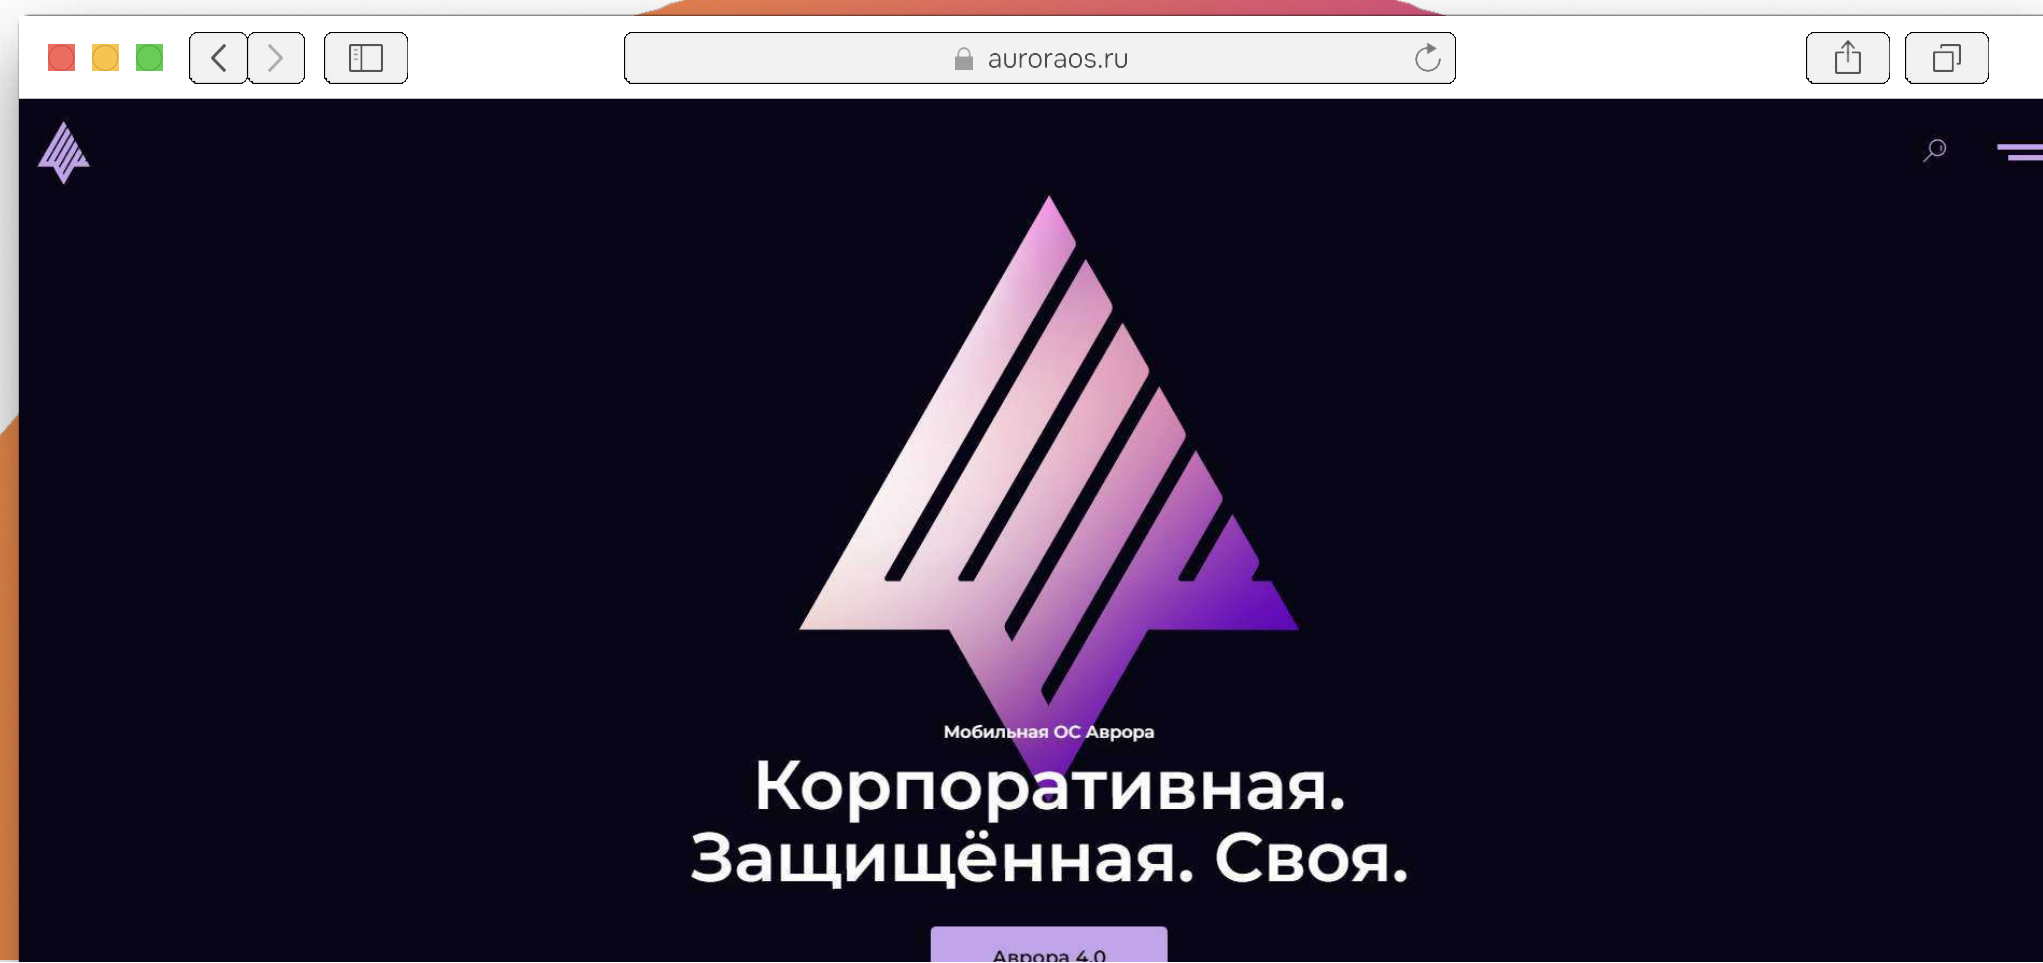 auroraos.ru
Мобильная ОС Аврора
Корпоративная.
Защищённая. Своя.
Аврора 4.0